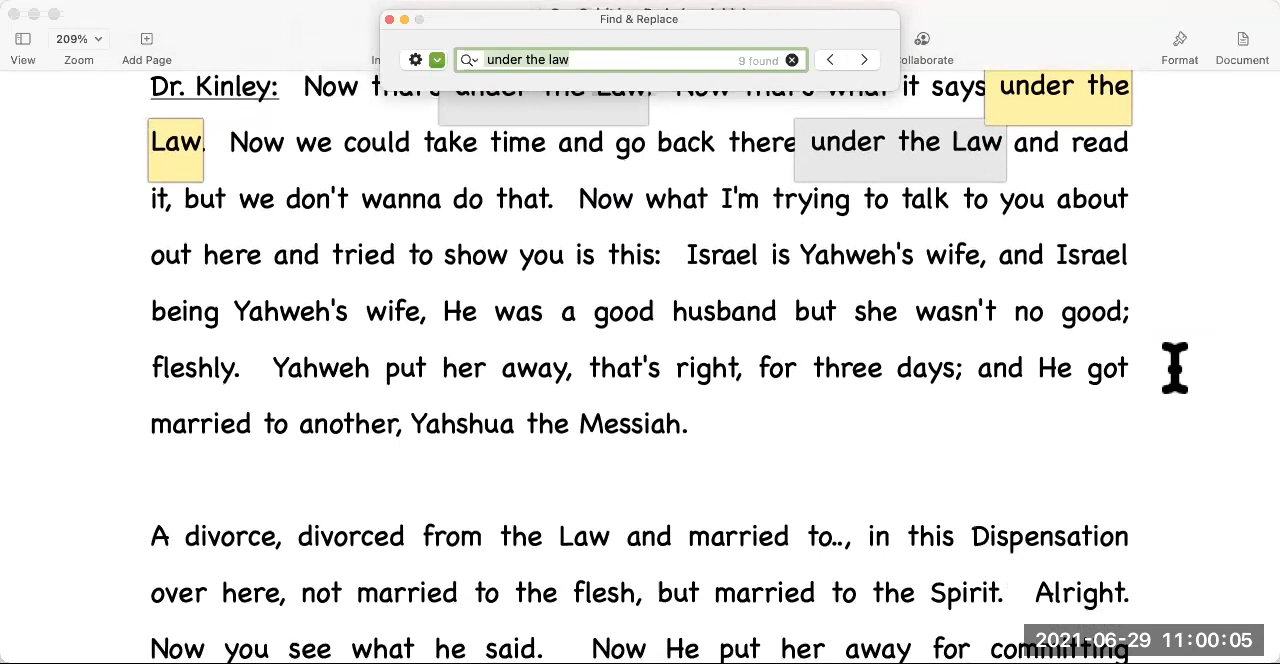 Find & Replace
209%
under the law
9 found
View
Zoom
Add Page
Format
Document
Dr. Kinley: Now that's under the Law. Now that's what it says under the
Law. Now we could take time and go back there under the Law and read
it, but we don't wanna do that. Now what I'm trying to talk to you about
out here and tried to show you is this: Israel is Yahweh's wife, and Israel
being Yahweh's wife, He was a good husband but she wasn't no good;
fleshly. Yahweh put her away, that's right, for three days; and He got
married to another, Yahshua the Messiah.
A divorce, divorced from the Law and married to.., in this Dispensation
over here, not married to the flesh, but married to the Spirit. Alright.
Now you see what he said. Now He put her away for committing
2021-06-29 11:00:05